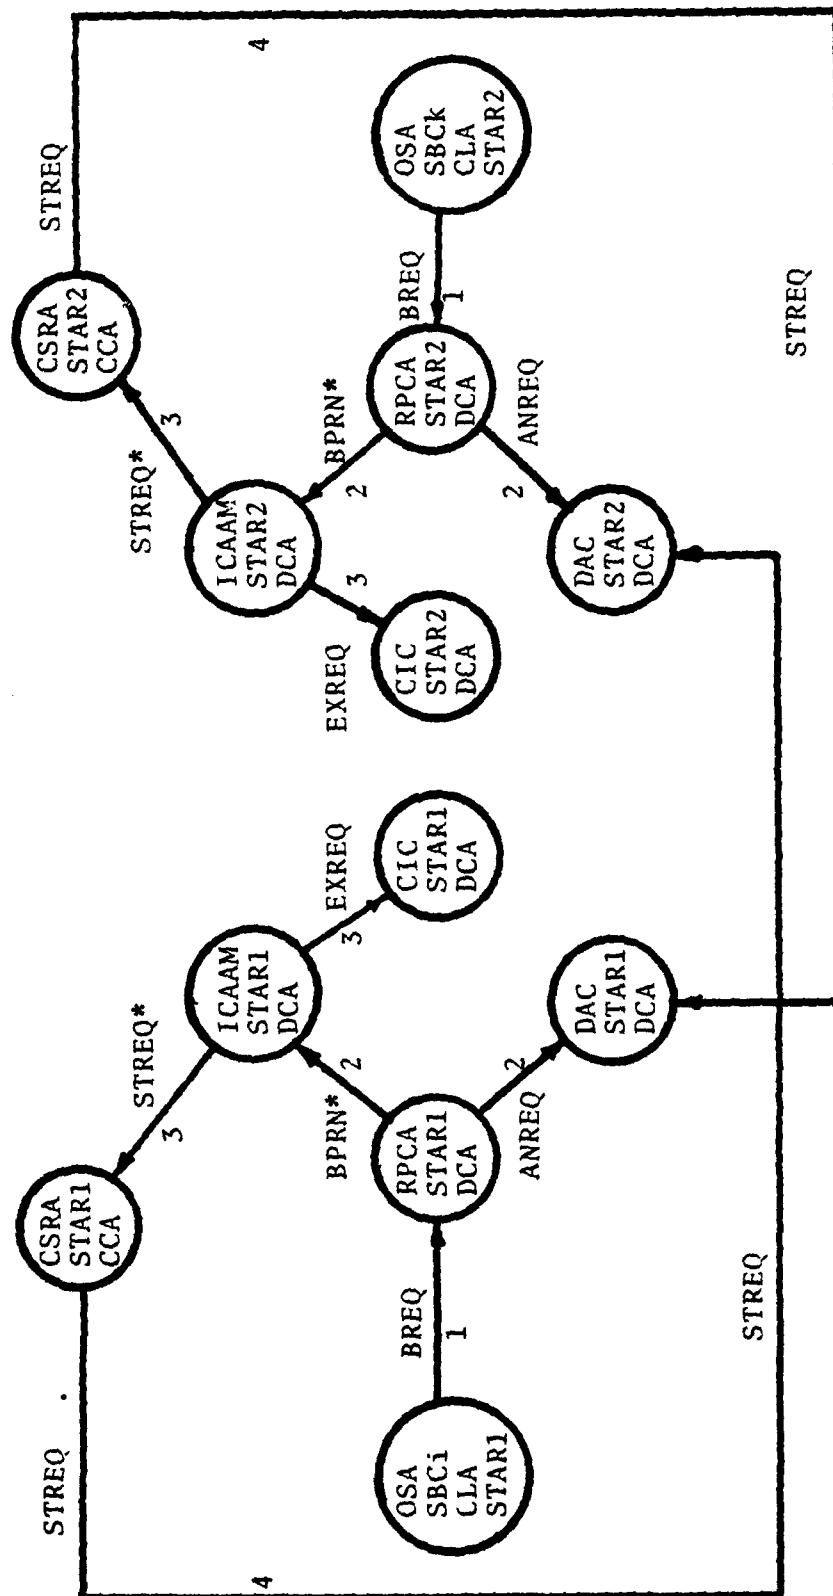 STREQ
4
CSRA
STAR1
CCA
STREQ*
3
ICAAM
STAR1
DCA
EXREQ
3
CIC
STAR1
DCA
BPRN*
2
OSA
SBCi
CLA
STAR1
BREQ
1
RPCA
STAR1
DCA
ANREQ
2
DAC
STAR1
DCA
STREQ
STREQ
4
CSRA
STAR2
CCA
STREQ*
3
ICAAM
STAR2
DCA
EXREQ
3
CIC
STAR2
DCA
BPRN*
2
RPCA
STAR2
DCA
BREQ
1
OSA
SBCk
CLA
STAR2
ANREQ
2
DAC
STAR2
DCA
STREQ